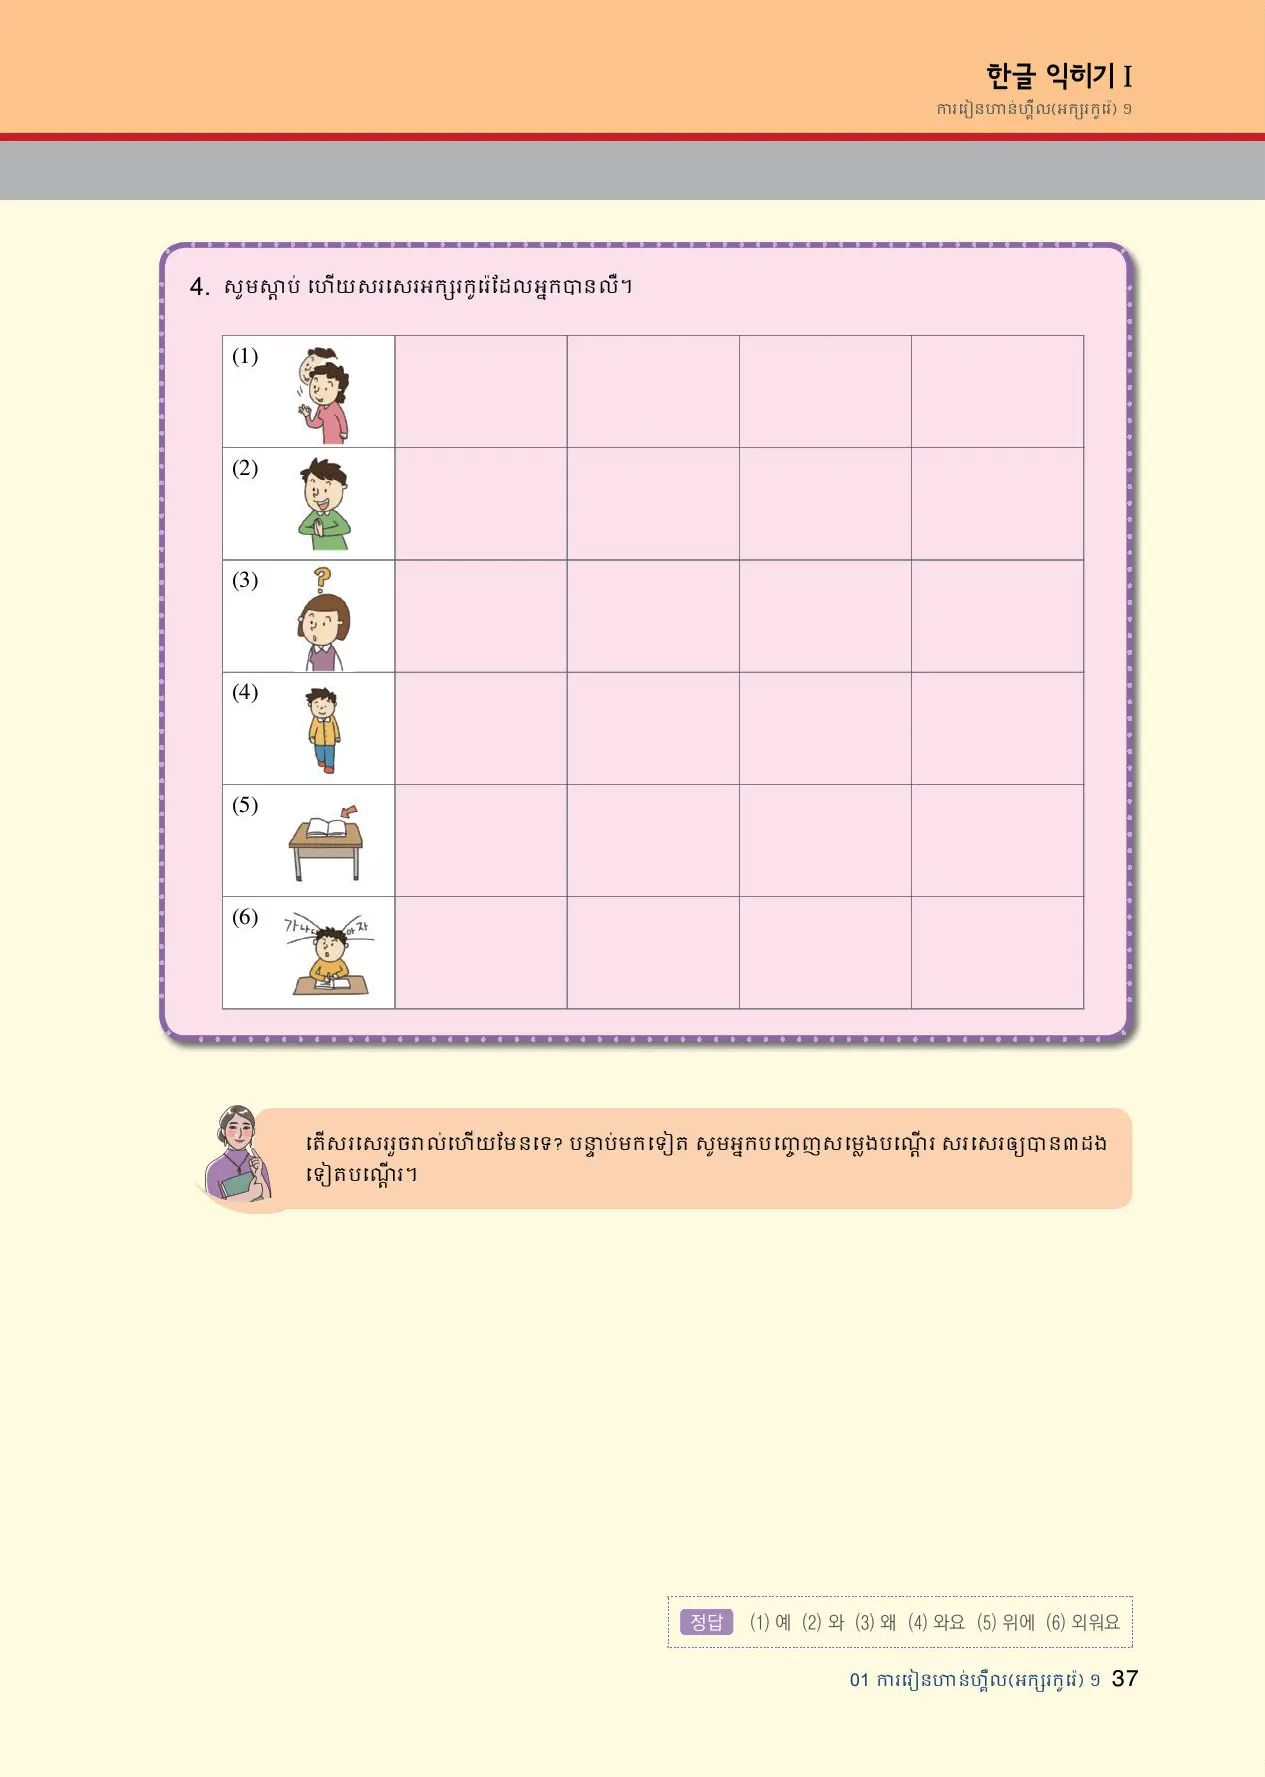 한글 익히기 I
ការរៀនហាន់ហ្គឺល(អក្សរកូរ៉េ) ១
4. សូមស្តាប់ ហើយសរសេរអក្សរកូរ៉េដែលអ្នកបានលឺ។
(1)
(2)
(3)
?
(4)
(5)
(6)
가나다 아자
តើសរសេររួចរាល់ហើយមែនទេ? បន្ទាប់មកទៀត សូមអ្នកបញ្ចេញសម្លេងបណ្តើរ សរសេរឲ្យបាន៣ដង
ទៀតបណ្តើរ។
정답 (1) 예 (2) 와 (3) 왜 (4) 와요 (5) 위에 (6) 외워요
01 ការរៀនហាន់ហ្គឺល(អក្សរកូរ៉េ) ១ 37